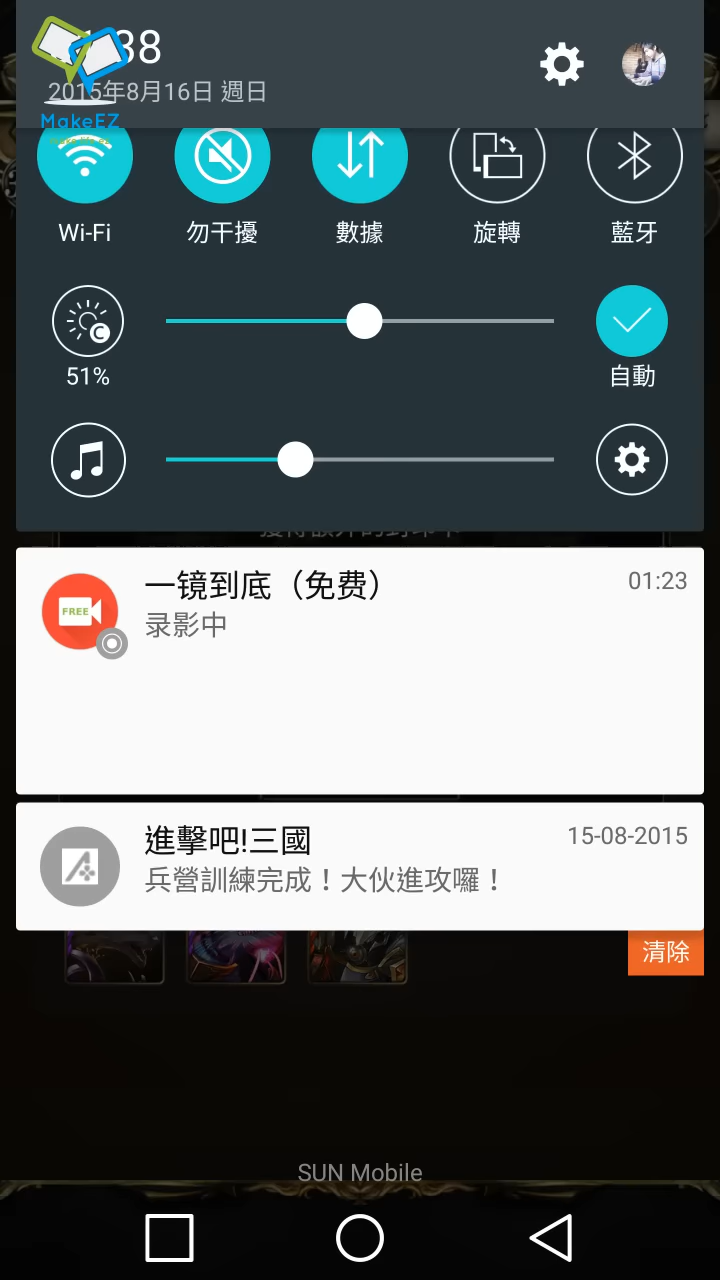 38
2015年8月16日 週日
MakeEZ
Wi-Fi
勿干擾
數據
旋轉
藍牙
51%
自動
一镜到底（免费）
01:23
FREE
录影中
進擊吧!三國
15-08-2015
兵營訓練完成！大伙進攻囉！
清除
SUN Mobile